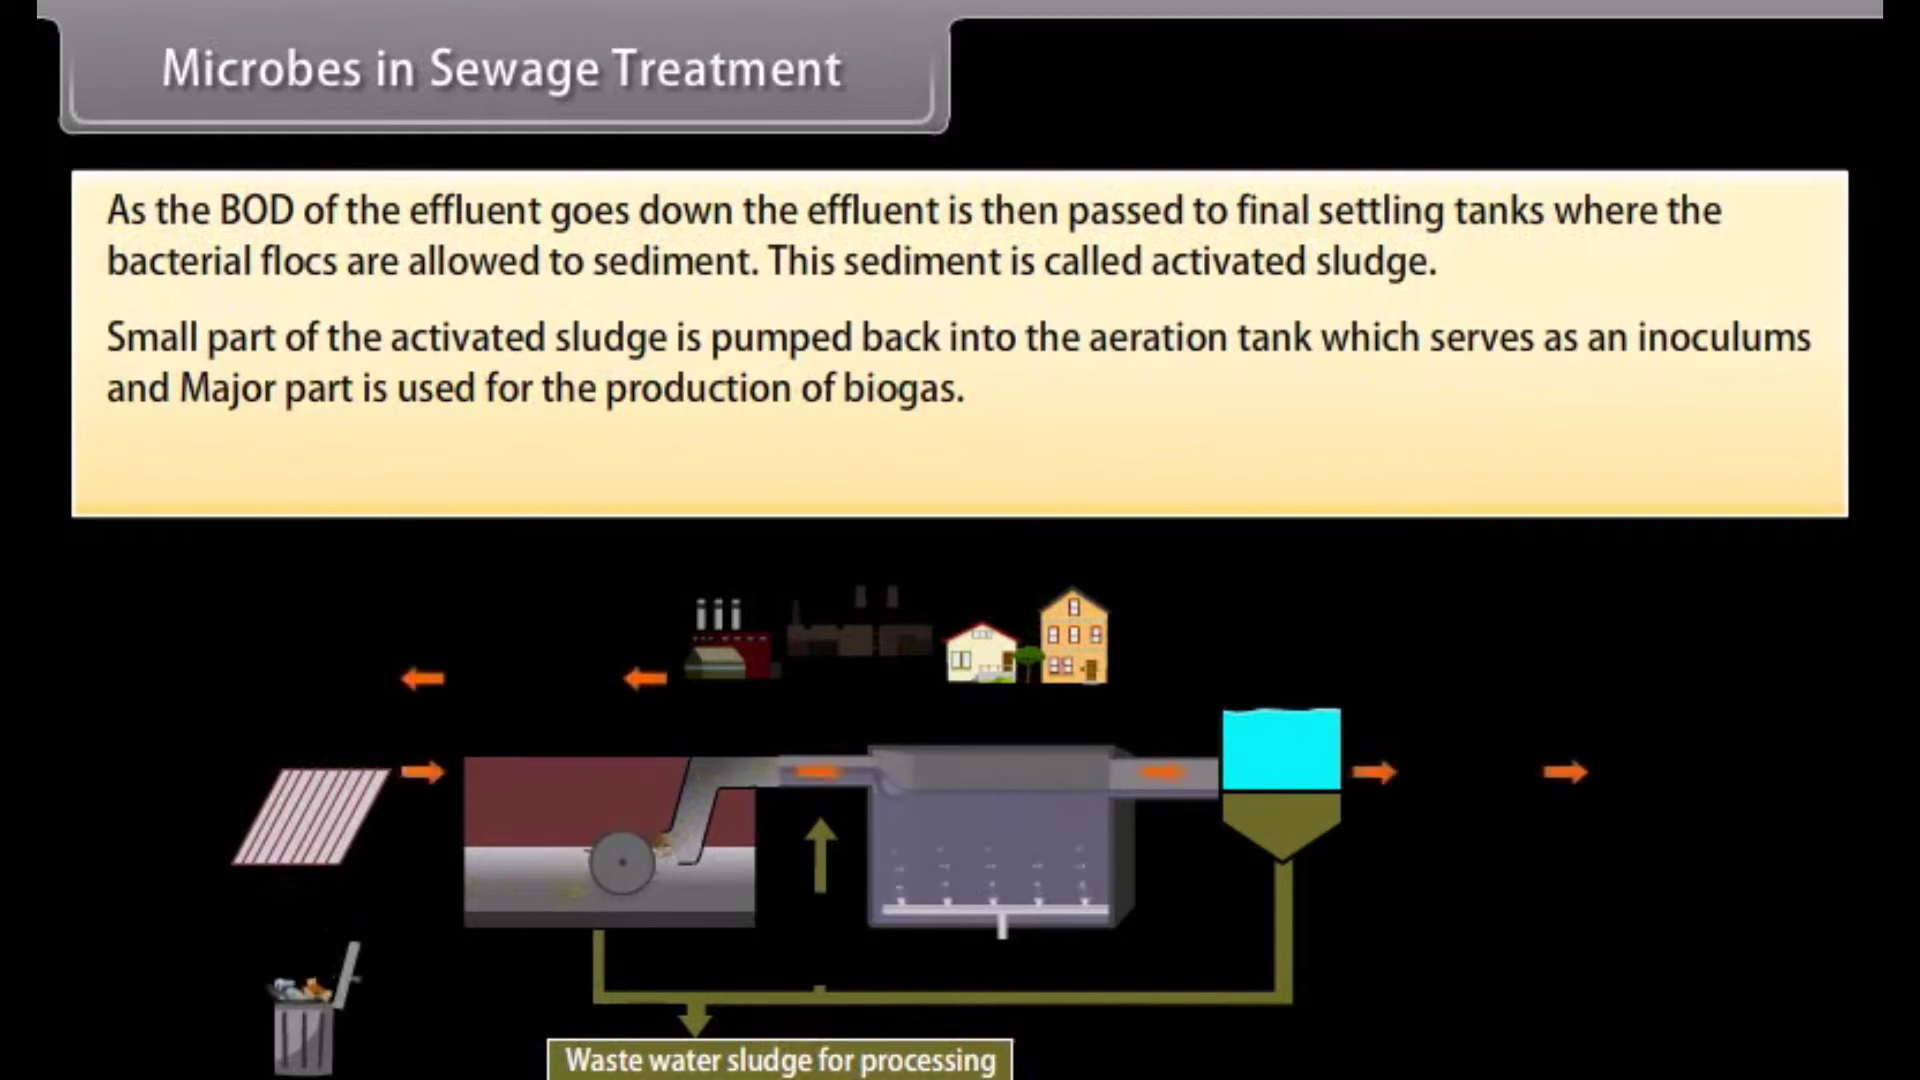 Microbes in Sewage Treatment
As the BOD of the effluent goes down the effluent is then passed to final settling tanks where the
bacterial flocs are allowed to sediment. This sediment is called activated sludge.
Small part of the activated sludge is pumped back into the aeration tank which serves as an inoculums
and Major part is used for the production of biogas.
Waste water sludge for processing